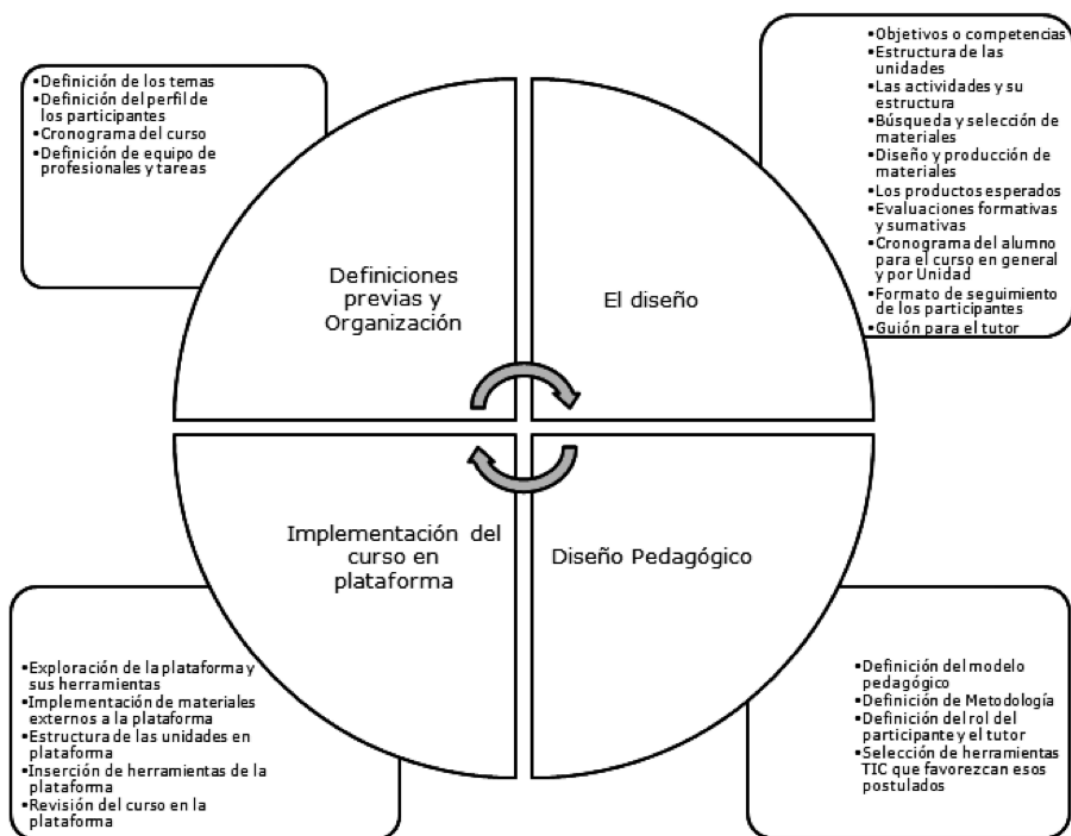 •Definición de los temas
•Definición del perfil de
los participantes
•Cronograma del curso
•Definición de equipo de
profesionales y tareas
•Objetivos o competencias
•Estructura de las
unidades
•Las actividades y su
estructura
•Búsqueda y selección de
materiales
•Diseño y producción de
materiales
•Los productos esperados
•Evaluaciones formativas
y sumativas
•Cronograma del alumno
para el curso en general
y por Unidad
•Formato de seguimiento
de los participantes
•Guión para el tutor
Definiciones
previas y
Organización
El diseño
Implementación del
curso en
plataforma
Diseño Pedagógico
•Exploración de la plataforma y
sus herramientas
•Implementación de materiales
externos a la plataforma
•Estructura de las unidades en
plataforma
•Inserción de herramientas de la
plataforma
•Revisión del curso en la
plataforma
•Definición del modelo
pedagógico
•Definición de Metodología
•Definición del rol del
participante y el tutor
•Selección de herramientas
TIC que favorezcan esos
postulados